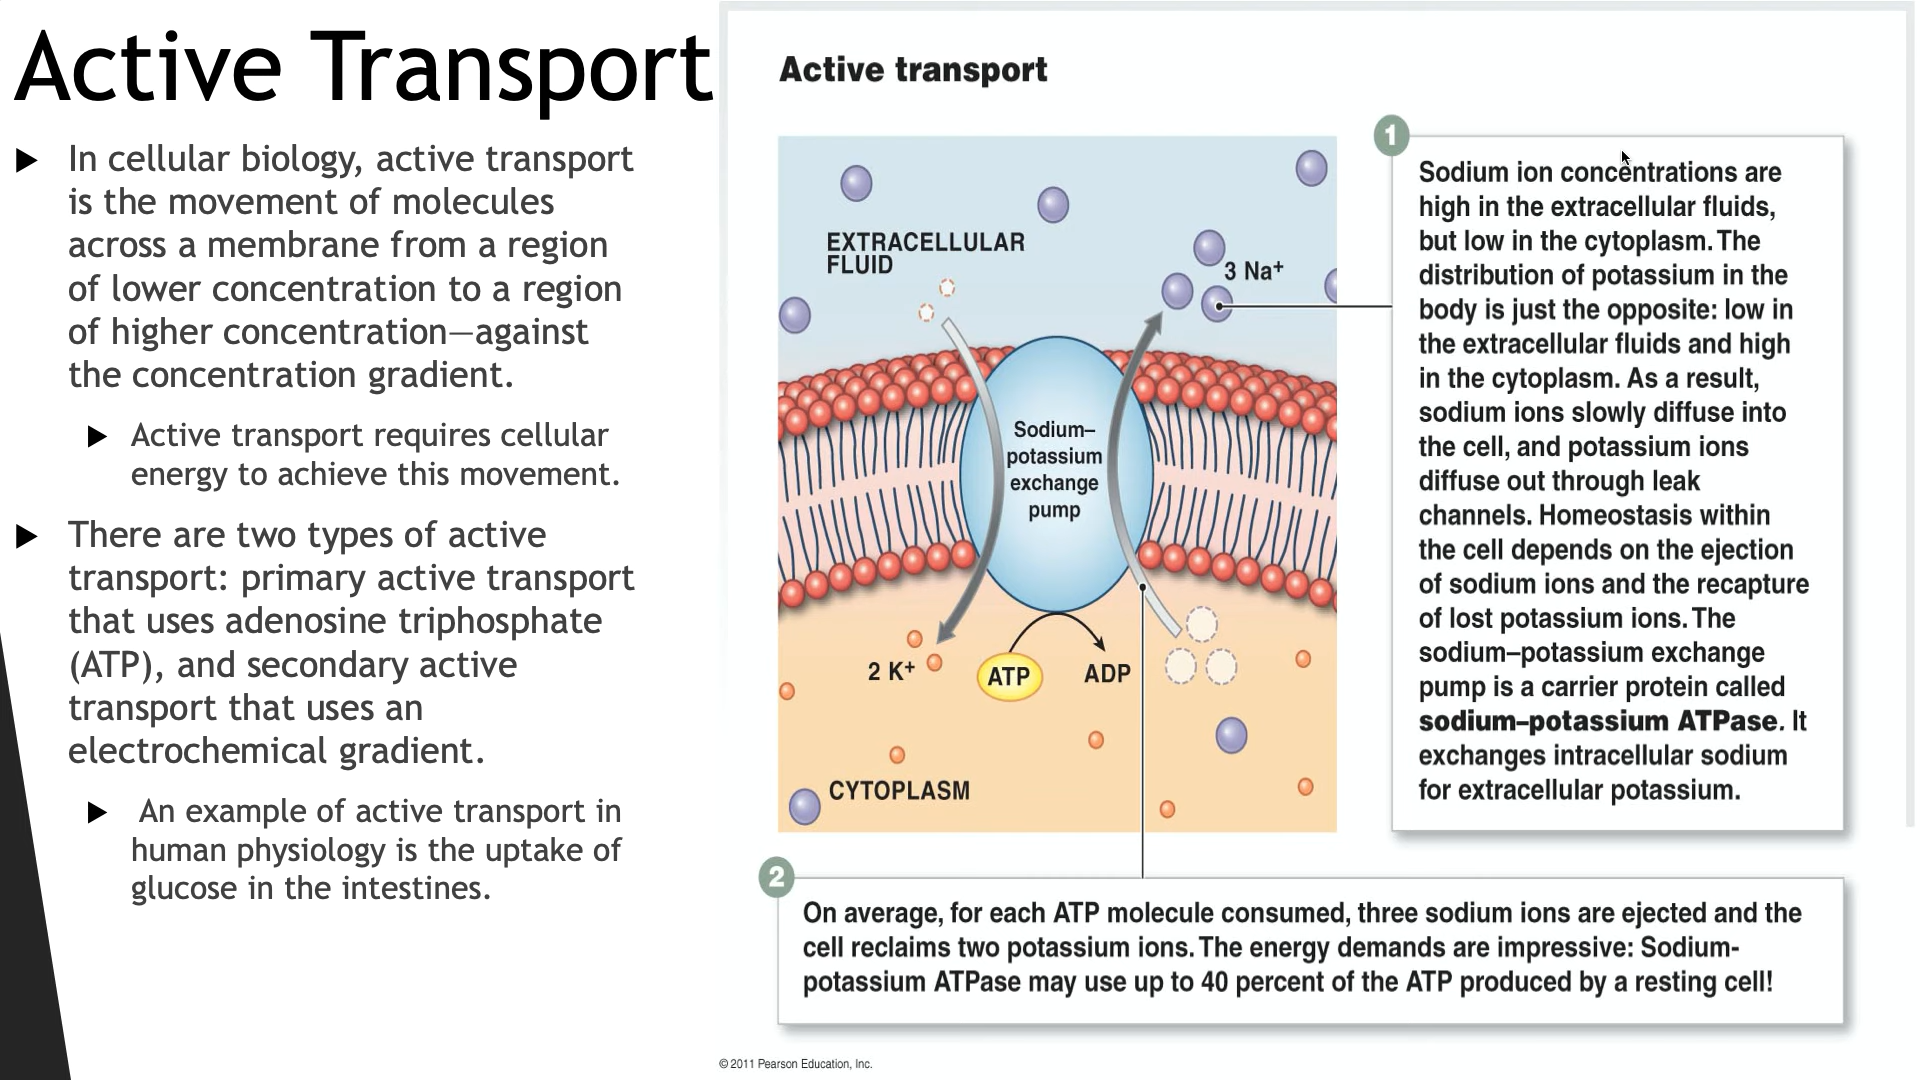 Active Transport
In cellular biology, active transport
is the movement of molecules
across a membrane from a region
of lower concentration to a region
of higher concentration—against
the concentration gradient.
Active transport requires cellular
energy to achieve this movement.
There are two types of active
transport: primary active transport
that uses adenosine triphosphate
(ATP), and secondary active
transport that uses an
electrochemical gradient.
An example of active transport in
human physiology is the uptake of
glucose in the intestines.
Active transport
EXTRACELLULAR
FLUID
3 Na+
Sodium–
potassium
exchange
pump
2 K+
ATP
ADP
CYTOPLASM
1
Sodium ion concentrations are
high in the extracellular fluids,
but low in the cytoplasm. The
distribution of potassium in the
body is just the opposite: low in
the extracellular fluids and high
in the cytoplasm. As a result,
sodium ions slowly diffuse into
the cell, and potassium ions
diffuse out through leak
channels. Homeostasis within
the cell depends on the ejection
of sodium ions and the recapture
of lost potassium ions. The
sodium–potassium exchange
pump is a carrier protein called
sodium–potassium ATPase. It
exchanges intracellular sodium
for extracellular potassium.
2
On average, for each ATP molecule consumed, three sodium ions are ejected and the
cell reclaims two potassium ions. The energy demands are impressive: Sodium-
potassium ATPase may use up to 40 percent of the ATP produced by a resting cell!
© 2011 Pearson Education, Inc.